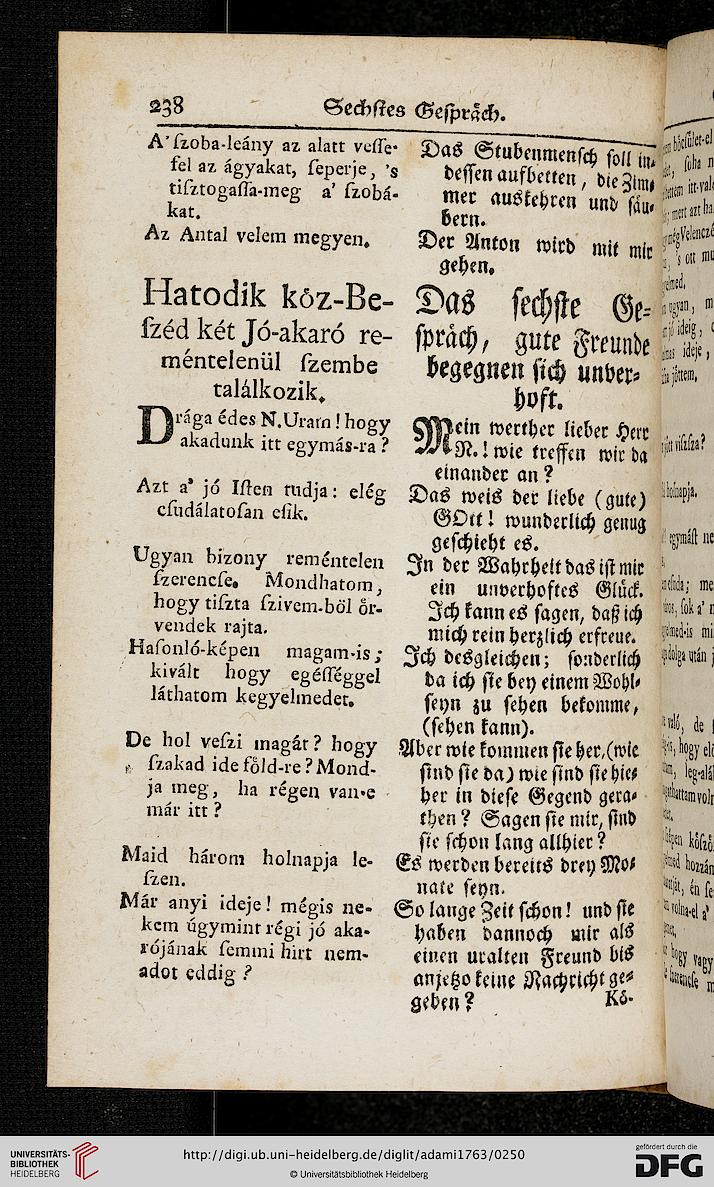 238 Sechstes Gespräch.
A' ſzoba-leány az alatt veſſe-
fel az ágyakat, ſeperje, 's
tiſztogaſſa-meg a' ſzobá-
kat.
Az Antal velem megyen.
Hatodik kőz-Be-
ſzéd két Jó-akaró re-
méntelenül ſzembe
találkozik.
Drága édes N. Uram! hogy
akadunk itt egymás-ra?
Azt a' jó Iſten tudja: elég
cſudálatoſan eſik.
Ugyan bizony reméntelen
ſzerencſe. Mondhatom,
hogy tiſzta ſzivem-ből őr-
vendek rajta.
Haſonló-képen magam-is;
kivált hogy egéſſéggel
láthatom kegyelmedet.
De hol veſzi magát? hogy
ſzakad ide főld-re? Mond-
ja meg, ha régen van-e
már itt?
Maid három holnapja le-
ſzen.
Már anyi ideje! mégis ne-
kem úgymint régi jó aka-
rójának ſemmi hirt nem-
adot eddig?
Das Stubenmensch soll in-
dessen aufbetten, die Zim-
mer auskehren und säu-
bern.
Der Anton wird mit mir
gehen.
Das sechste Ge-
spräch, gute Freunde
begegnen sich unver-
hoft.
Mein werther lieber Herr
N.! wie treffen wir da
einander an?
Das weis der liebe (gute)
GOtt! wunderlich genug
geschieht es.
In der Wahrheit das ist mir
ein unverhoftes Glück.
Ich kann es sagen, daß ich
mich rein herzlich erfreue.
Ich desgleichen; sonderlich
da ich sie bey einem Wohl-
seyn zu sehen bekomme,
(sehen kann).
Aber wie kommen sie her, (wie
sind sie da) wie sind sie hie-
her in diese Gegend gera-
then? Sagen sie mir, sind
sie schon lang allhier?
Es werden bereits drey Mo-
nate seyn.
So lange Zeit schon! und sie
haben dannoch mir als
einen uralten Freund bis
anjetzo keine Nachricht ge-
geben?
Kő-
UNIVERSITÄTS-
BIBLIOTHEK
HEIDELBERG
http://digi.ub.uni-heidelberg.de/diglit/adami1763/0250
© Universitätsbibliothek Heidelberg
gefördert durch die
DFG